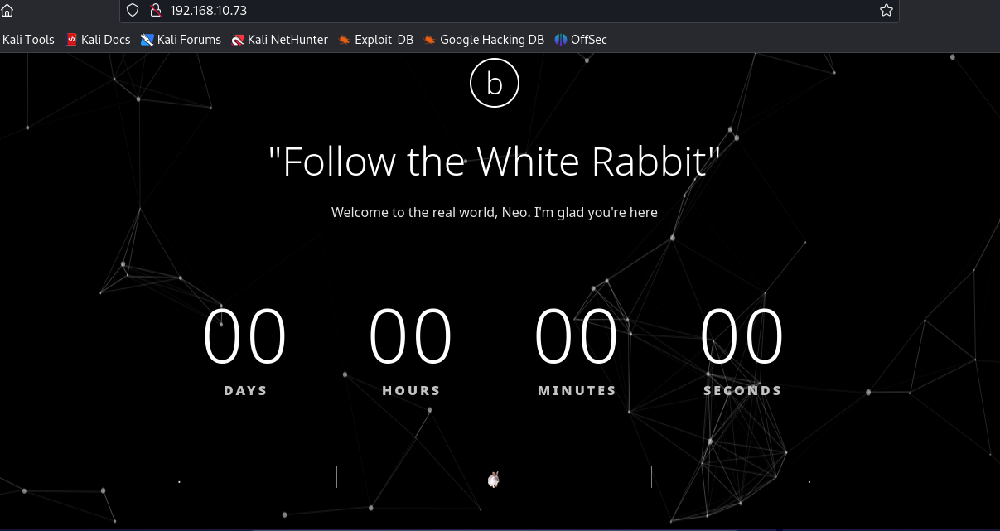 192.168.10.73
Kali Tools Kali Docs Kali Forums Kali NetHunter Exploit-DB Google Hacking DB OffSec
b
"Follow the White Rabbit"
Welcome to the real world, Neo. I'm glad you're here
00 00 00 00
DAYS HOURS MINUTES SECONDS